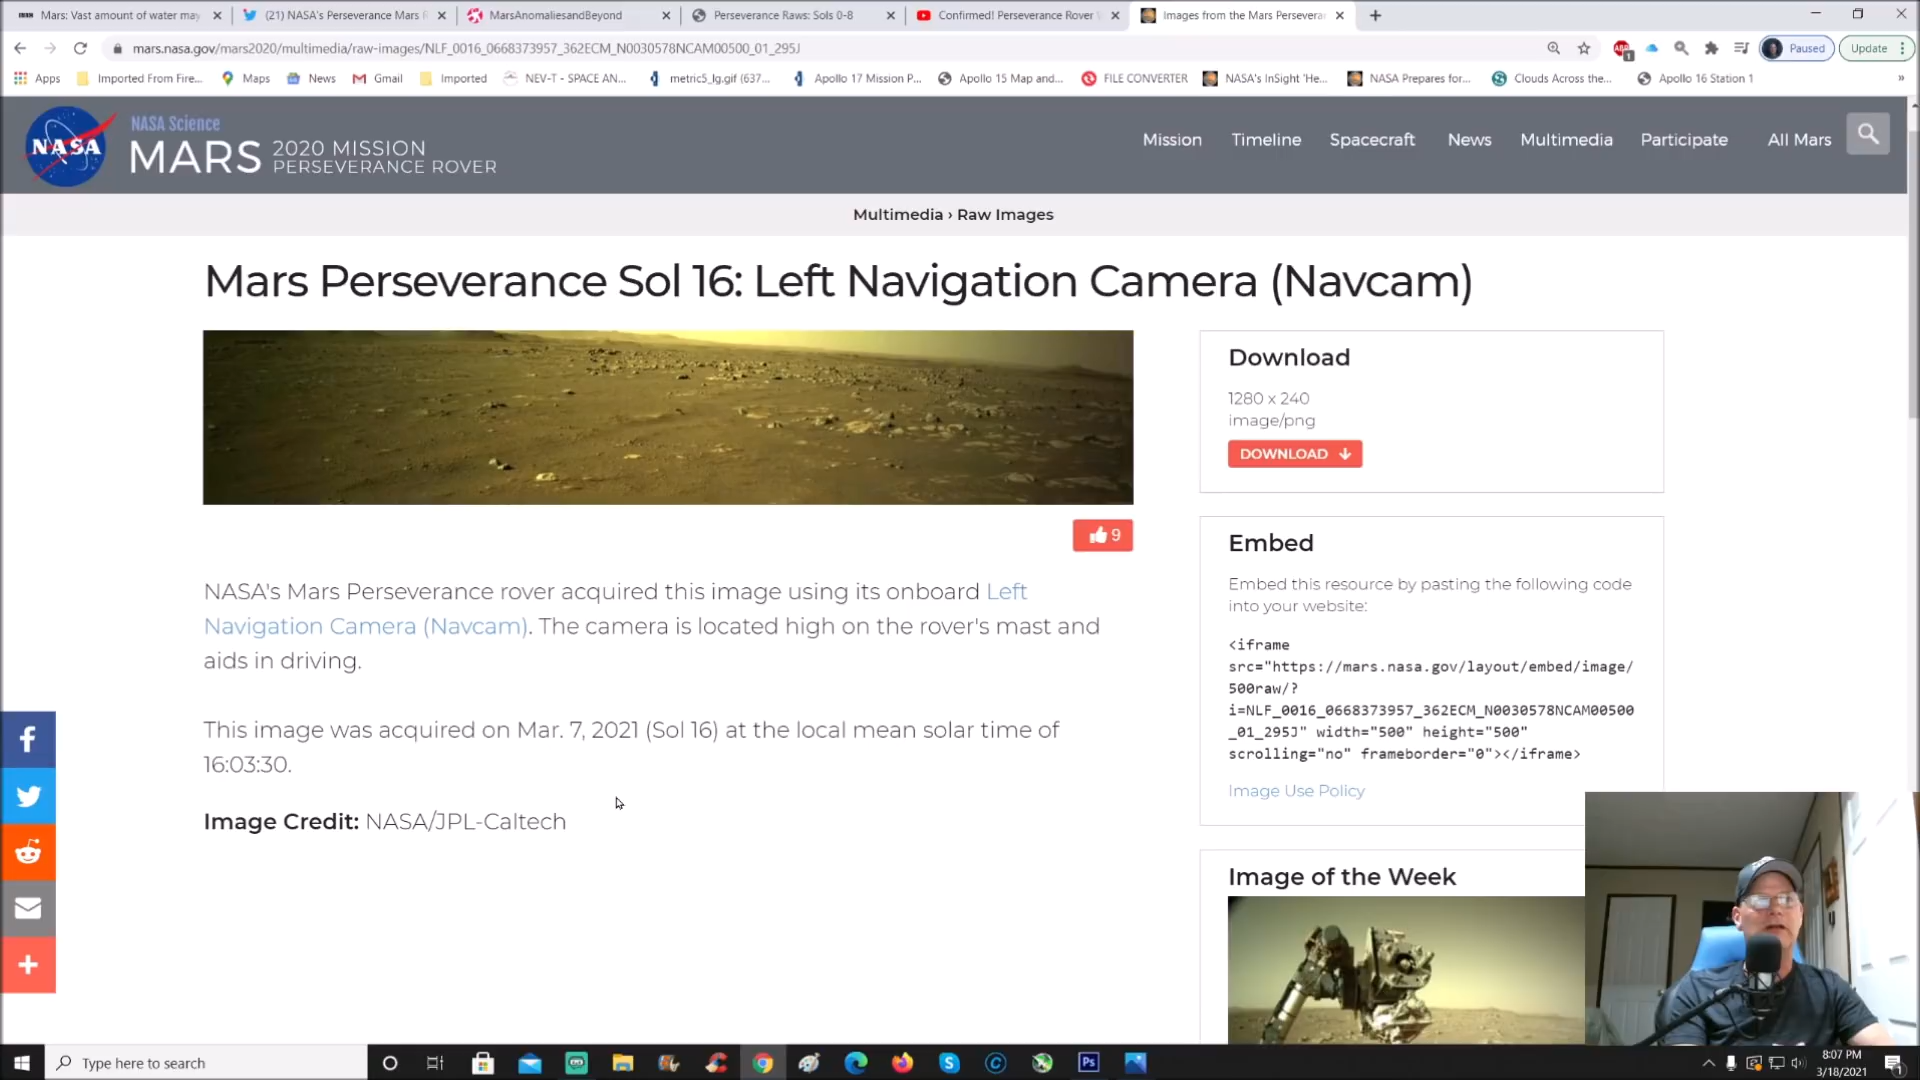 Mars: Vast amount of water may
(21) NASA's Perseverance Mars R
MarsAnomaliesandBeyond
Perseverance Raws: Sols 0-8
Confirmed! Perseverance Rover
Images from the Mars Persevera
mars.nasa.gov/mars2020/multimedia/raw-images/NLF_0016_0668373957_362ECM_N0030578NCAM00500_01_295J
Paused
Update
Apps
Imported From Fire...
Maps
News
Gmail
Imported
NEV-T - SPACE AN...
metric5_lg.gif (637...
Apollo 17 Mission P...
Apollo 15 Map and...
FILE CONVERTER
NASA's InSight 'He...
NASA Prepares for...
Clouds Across the...
Apollo 16 Station 1
NASA
NASA Science
MARS
2020 MISSION
PERSEVERANCE ROVER
Mission
Timeline
Spacecraft
News
Multimedia
Participate
All Mars
Multimedia › Raw Images
Mars Perseverance Sol 16: Left Navigation Camera (Navcam)
9
NASA's Mars Perseverance rover acquired this image using its onboard Left
Navigation Camera (Navcam). The camera is located high on the rover's mast and
aids in driving.
This image was acquired on Mar. 7, 2021 (Sol 16) at the local mean solar time of
16:03:30.
Image Credit: NASA/JPL-Caltech
Download
1280 x 240
image/png
DOWNLOAD
Embed
Embed this resource by pasting the following code
into your website:
<iframe
src="https://mars.nasa.gov/layout/embed/image/
500raw/?
i=NLF_0016_0668373957_362ECM_N0030578NCAM00500
_01_295J" width="500" height="500"
scrolling="no" frameborder="0"></iframe>
Image Use Policy
Image of the Week
Type here to search
Ps
8:07 PM
3/18/2021